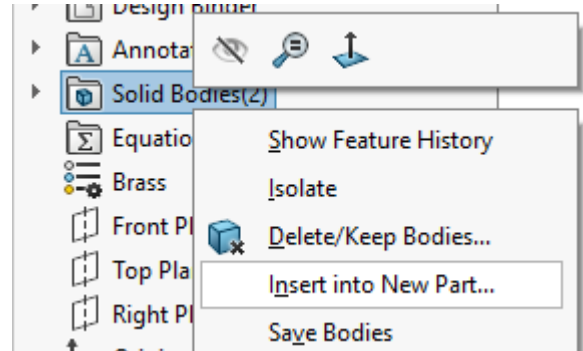 Design Binder
Annota
Solid Bodies(2)
Equatio
Show Feature History
Brass
Isolate
Front Pl
Delete/Keep Bodies...
Top Pla
Insert into New Part...
Right Pl
Save Bodies